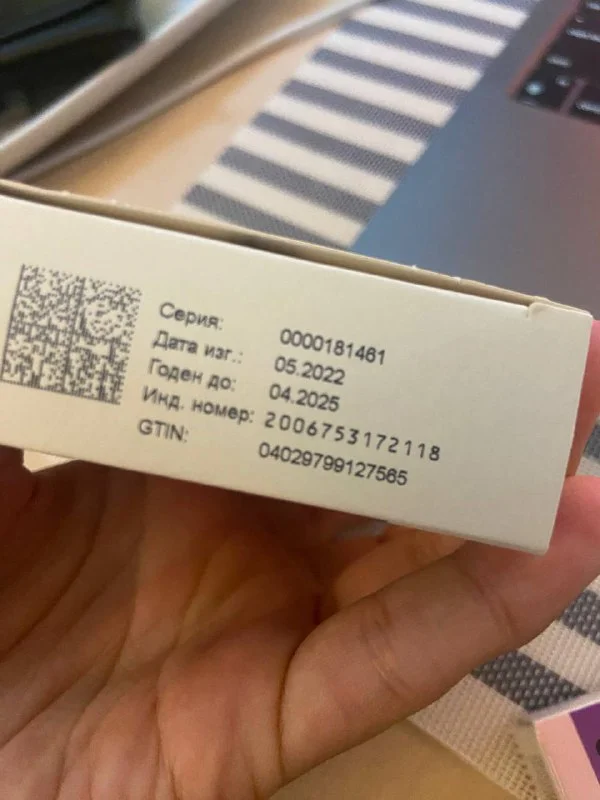 Серия: 0000181461
Дата изг.: 05.2022
Годен до: 04.2025
Инд. номер: 2006753172118
GTIN: 04029799127565